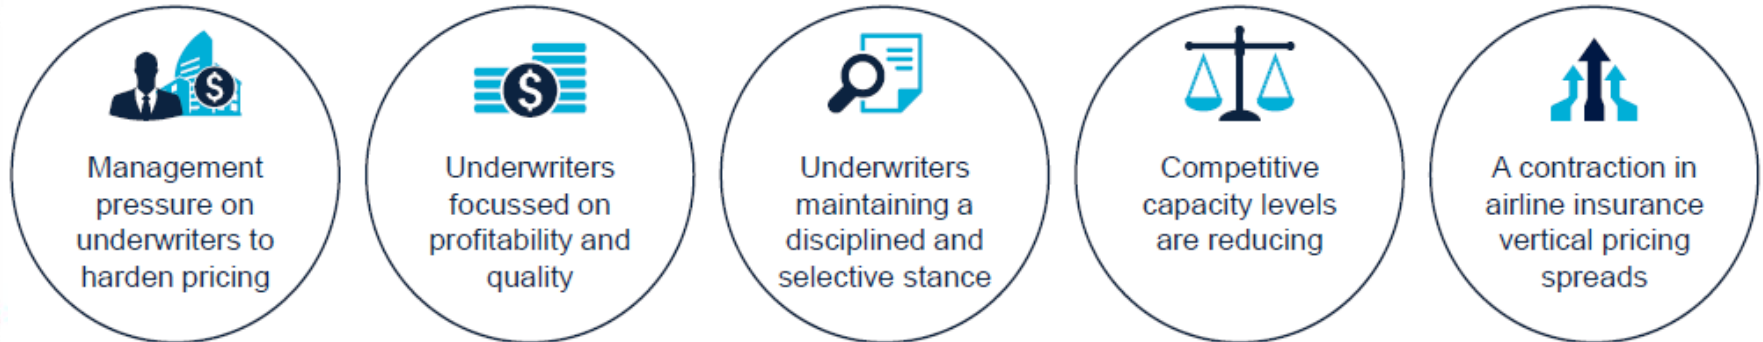 $
Management
pressure on
underwriters to
harden pricing
$
Underwriters
focussed on
profitability and
quality
Underwriters
maintaining a
disciplined and
selective stance
Competitive
capacity levels
are reducing
A contraction in
airline insurance
vertical pricing
spreads